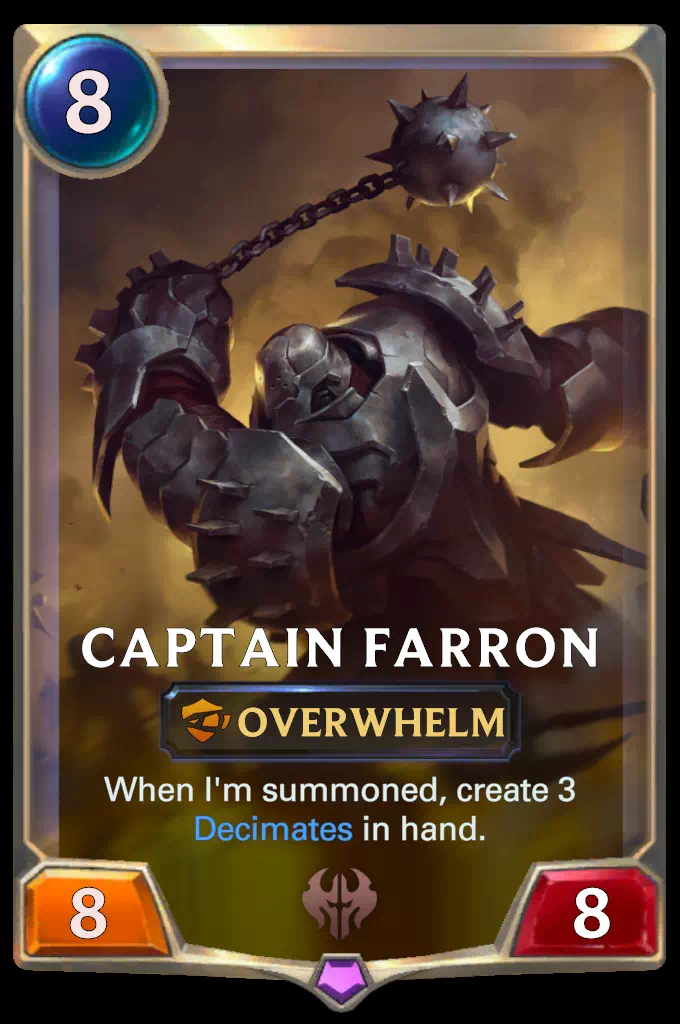 8
CAPTAIN FARRON
OVERWHELM
When I'm summoned, create 3
Decimates in hand.
8
8